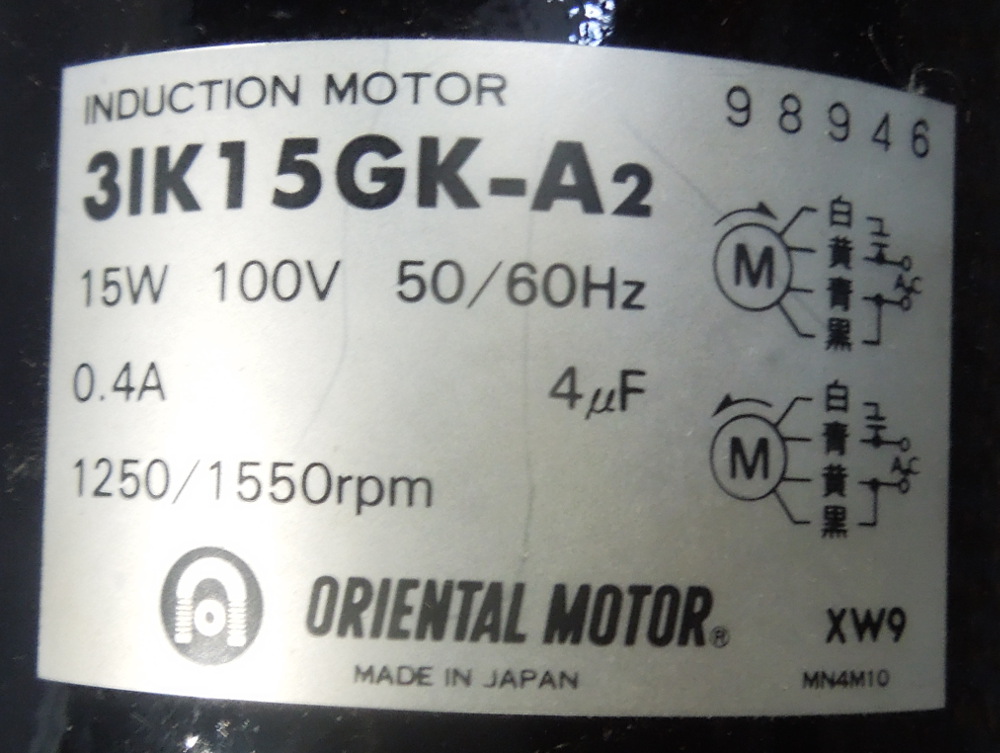 INDUCTION MOTOR
98946
3IK15GK-A2
15W 100V 50/60Hz
0.4A 4μF
1250/1550rpm
M
白
黄
青
黒
AC
M
白
青
黄
黒
AC
ORIENTAL MOTOR®
XW9
MADE IN JAPAN
MN4M10